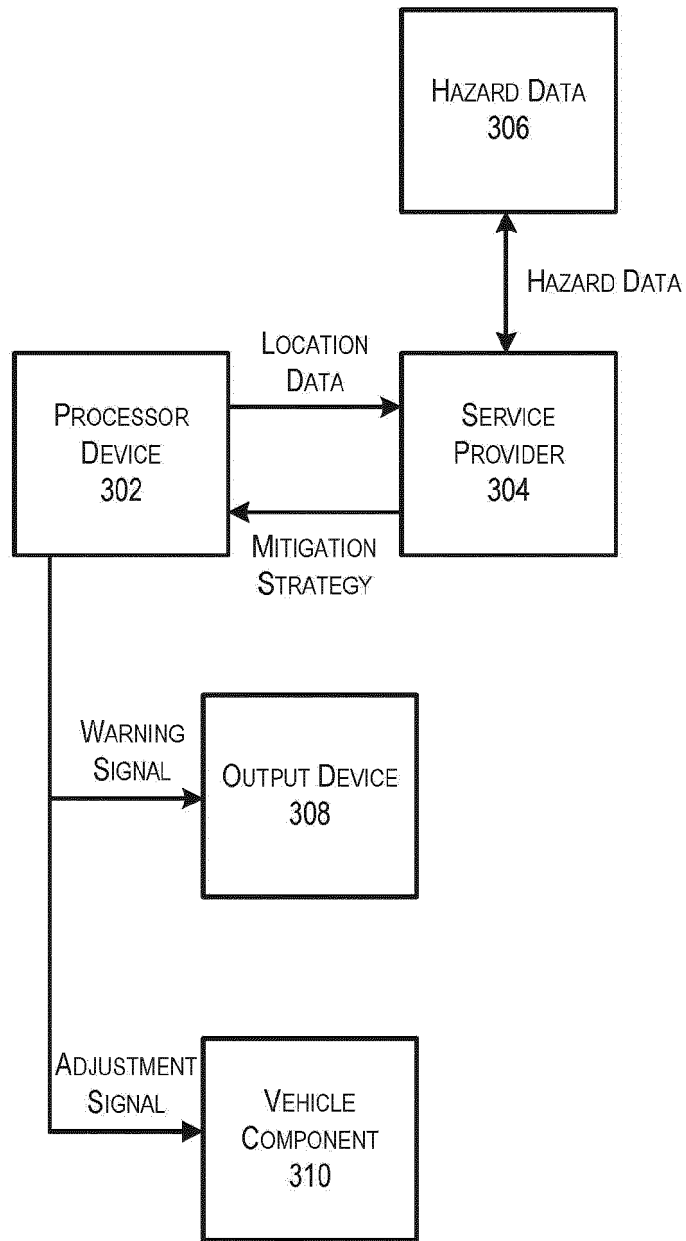 HAZARD DATA
306
HAZARD DATA
LOCATION
DATA
PROCESSOR
DEVICE
302
SERVICE
PROVIDER
304
MITIGATION
STRATEGY
WARNING
SIGNAL
OUTPUT DEVICE
308
ADJUSTMENT
SIGNAL
VEHICLE
COMPONENT
310